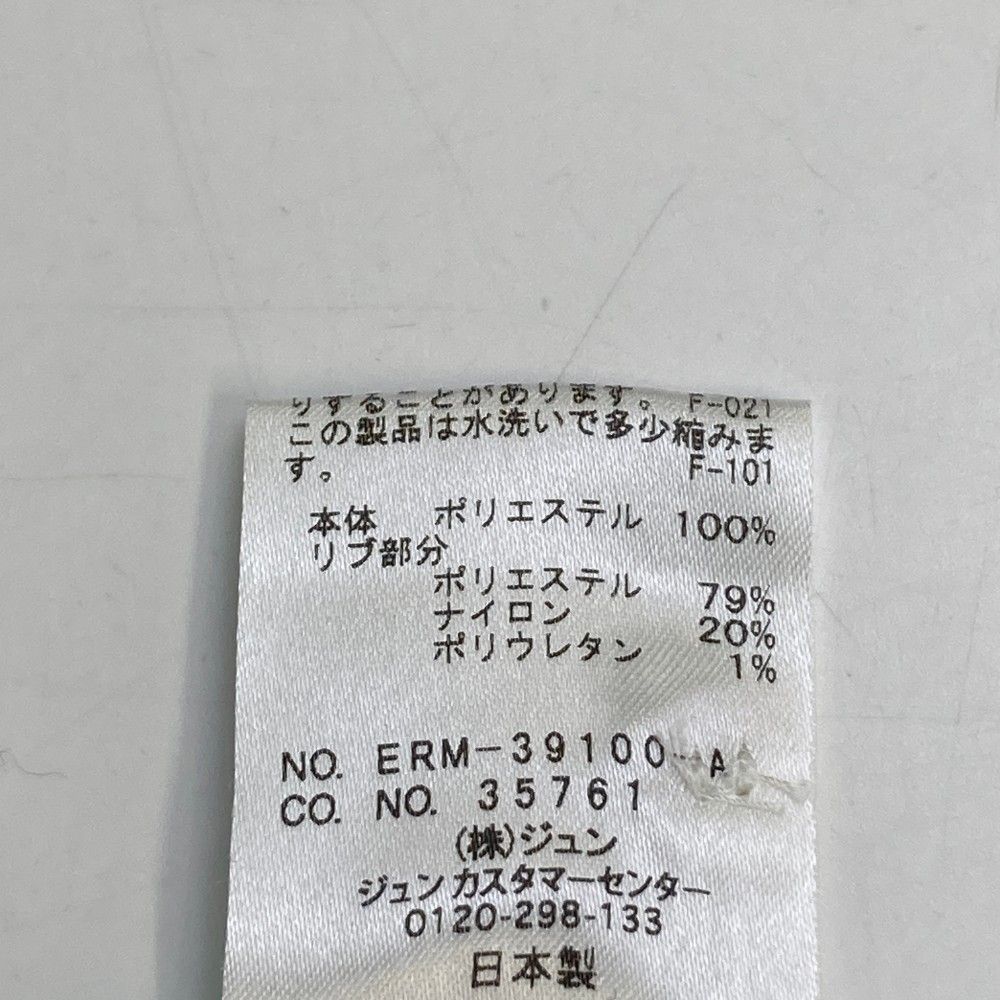 りすることがあります。 F-021
この製品は水洗いで多少縮みま
す。 F-101
本体 ポリエステル 100%
リブ部分
ポリエステル 79%
ナイロン 20%
ポリウレタン 1%
NO. ERM-39100-A
CO. NO. 35761
(株)ジュン
ジュンカスタマーセンター
0120-298-133
日本製